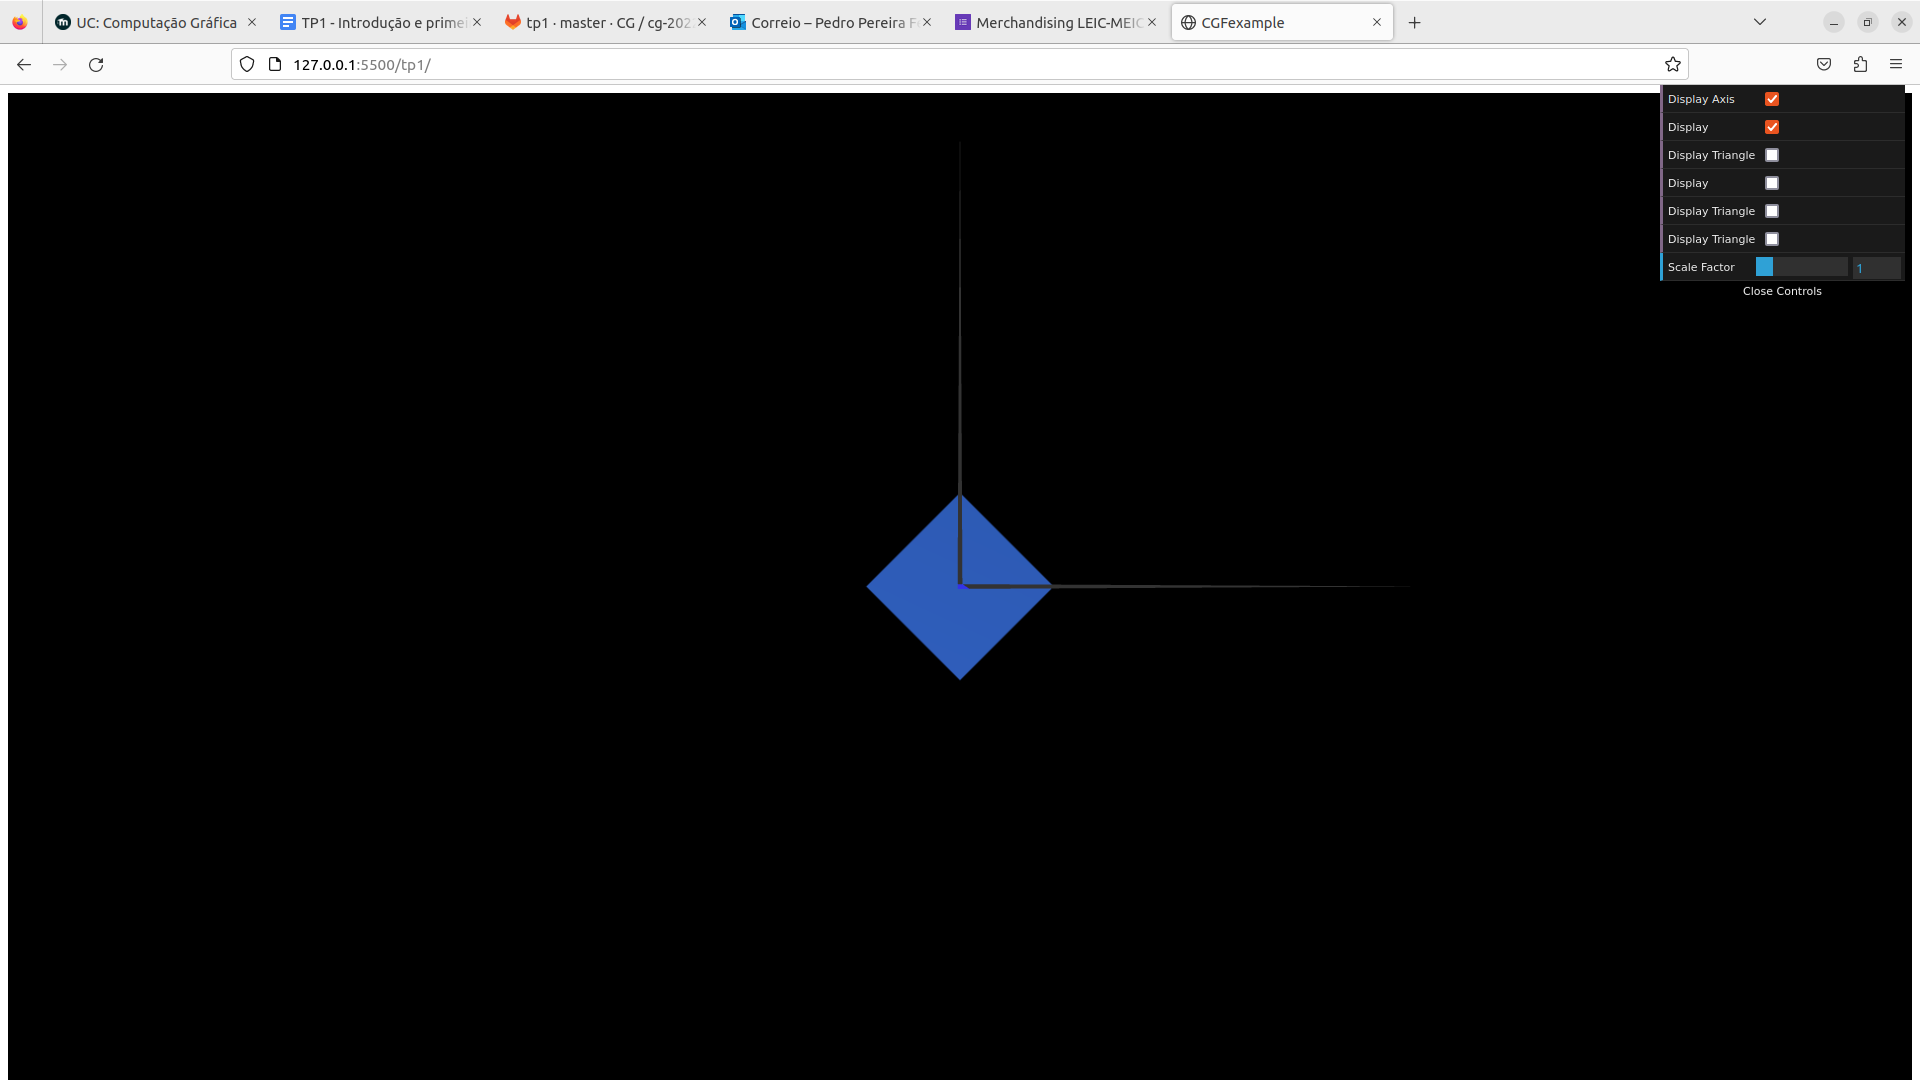 UC: Computação Gráfica
TP1 - Introdução e prime
tp1 · master · CG / cg-202
Correio – Pedro Pereira F
Merchandising LEIC-MEIC
CGFexample
127.0.0.1:5500/tp1/
Display Axis
Display
Display Triangle
Display
Display Triangle
Display Triangle
Scale Factor 1
Close Controls